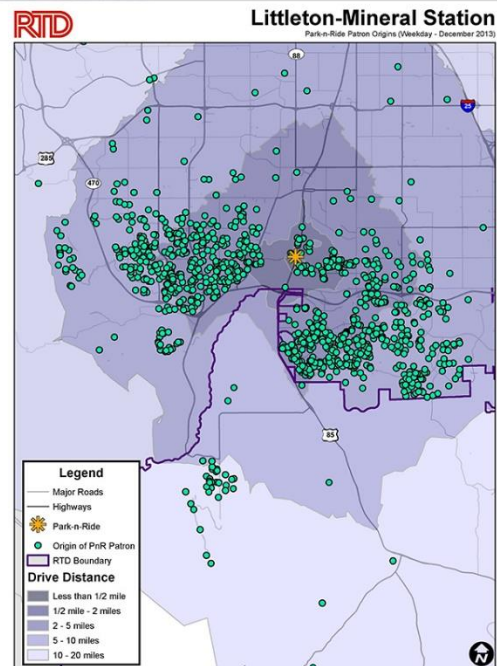 RTD
Littleton-Mineral Station
Park-n-Ride Patron Origins (Weekday - December 2013)
88
25
285
470
85
Legend
Major Roads
Highways
Park-n-Ride
Origin of PnR Patron
RTD Boundary
Drive Distance
Less than 1/2 mile
1/2 mile - 2 miles
2 - 5 miles
5 - 10 miles
10 - 20 miles
N